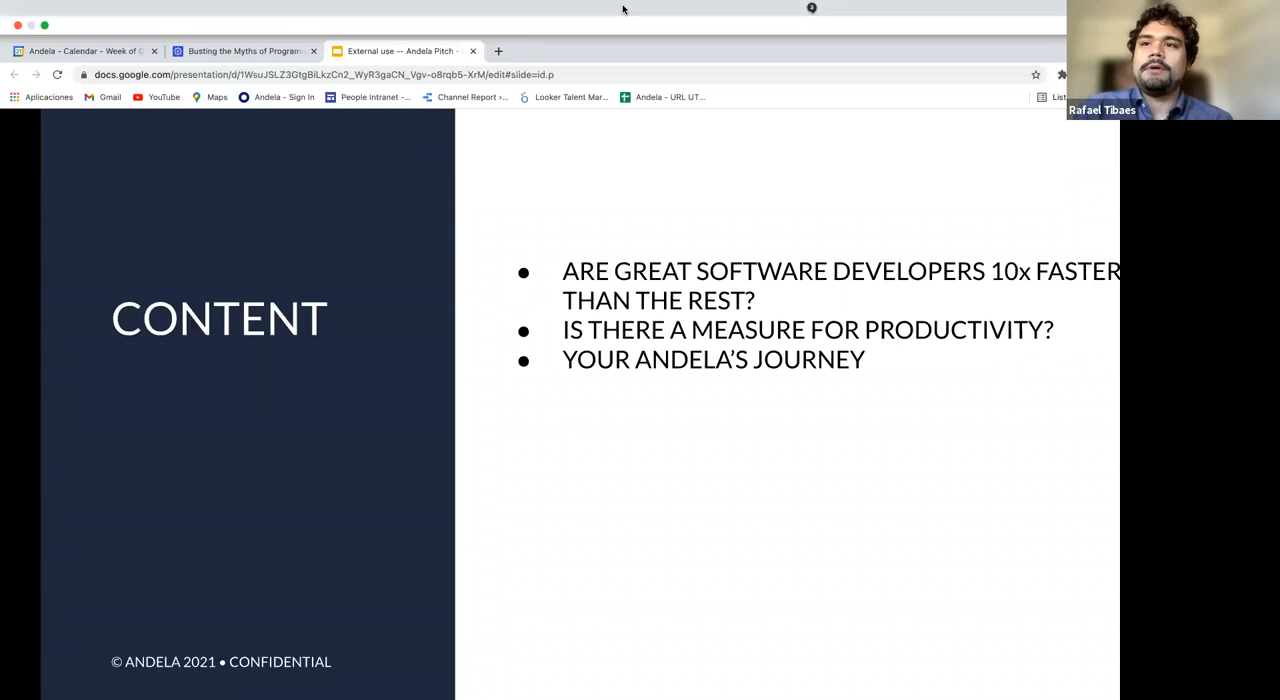 Andela - Calendar - Week of
Busting the Myths of Program
External use -- Andela Pitch -
docs.google.com/presentation/d/1WsuJSLZ3GtgBiLkzCn2_WyR3gaCN_Vgv-o8rqb5-XrM/edit#slide=id.p
Aplicaciones
Gmail
YouTube
Maps
Andela - Sign In
People Intranet -...
Channel Report ›...
Looker Talent Mar...
Andela - URL UT...
List
Rafael Tibaes
CONTENT
● ARE GREAT SOFTWARE DEVELOPERS 10x FASTER
THAN THE REST?
● IS THERE A MEASURE FOR PRODUCTIVITY?
● YOUR ANDELA’S JOURNEY
© ANDELA 2021 • CONFIDENTIAL